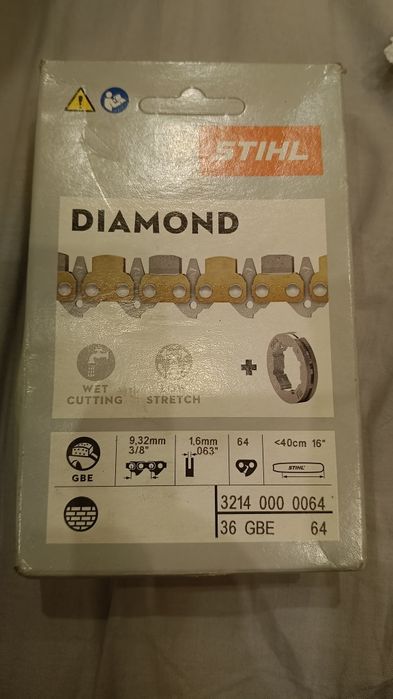 STIHL
DIAMOND
WET
CUTTING
LOW
STRETCH
GBE
9,32mm
3/8"
1,6mm
.063"
64
<40cm 16"
STIHL
3214 000 0064
36 GBE 64